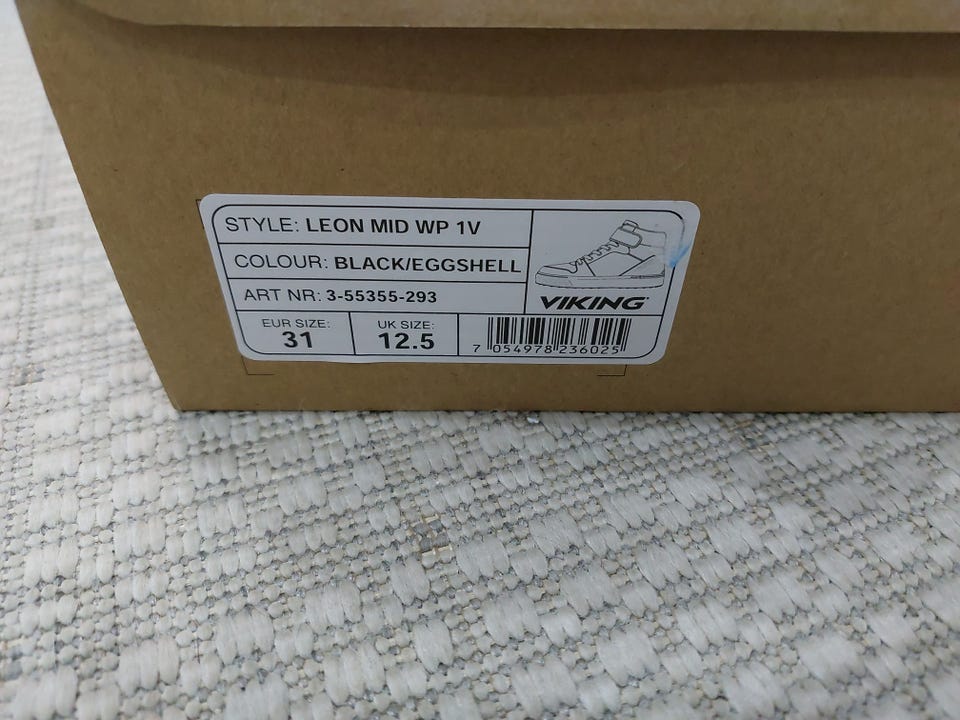 STYLE: LEON MID WP 1V
COLOUR: BLACK/EGGSHELL
ART NR: 3-55355-293
VIKING
EUR SIZE: 31
UK SIZE: 12.5
7 054978 236025